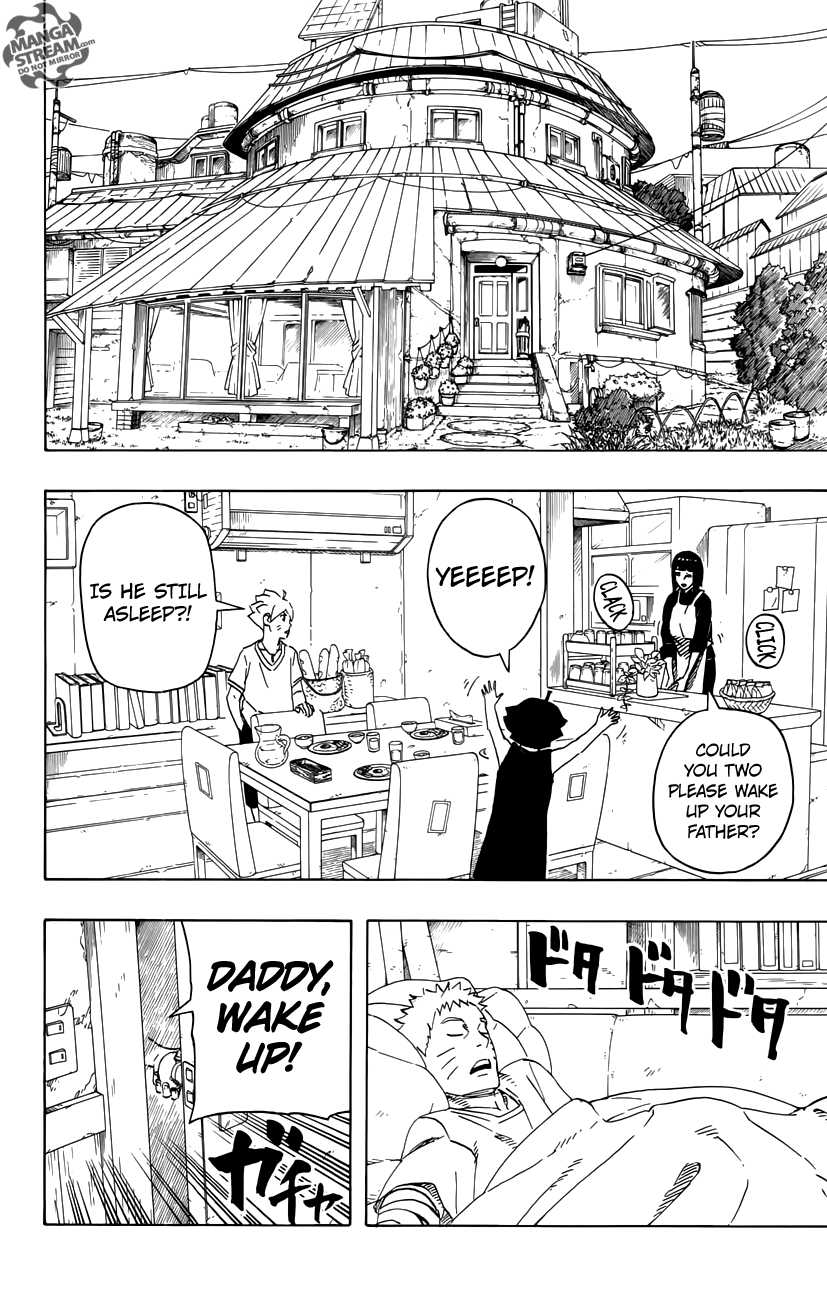 MANGA
STREAM.com
DO NOT MIRROR!
YEEEEP!
IS HE STILL
ASLEEP?!
CLACK
CLICK
COULD
YOU TWO
PLEASE WAKE
UP YOUR
FATHER?
ドタ ドタ ドタ
DADDY,
WAKE
UP!
ガチャ